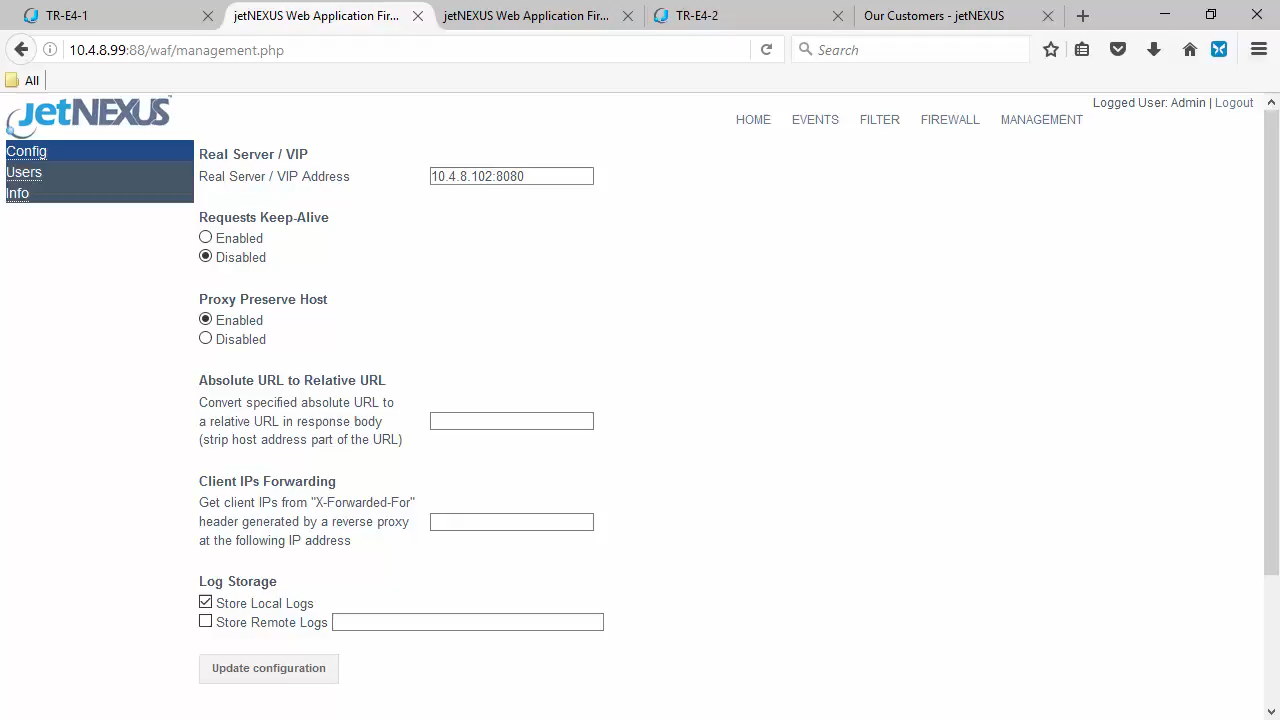 TR-E4-1
jetNEXUS Web Application Fir...
jetNEXUS Web Application Fir...
TR-E4-2
Our Customers - jetNEXUS
10.4.8.99:88/waf/management.php
Search
All
jetNEXUS™
Logged User: Admin | Logout
HOME EVENTS FILTER FIREWALL MANAGEMENT
Config
Users
Info
Real Server / VIP
Real Server / VIP Address 10.4.8.102:8080
Requests Keep-Alive
Enabled
Disabled
Proxy Preserve Host
Enabled
Disabled
Absolute URL to Relative URL
Convert specified absolute URL to
a relative URL in response body
(strip host address part of the URL)
Client IPs Forwarding
Get client IPs from "X-Forwarded-For"
header generated by a reverse proxy
at the following IP address
Log Storage
Store Local Logs
Store Remote Logs
Update configuration